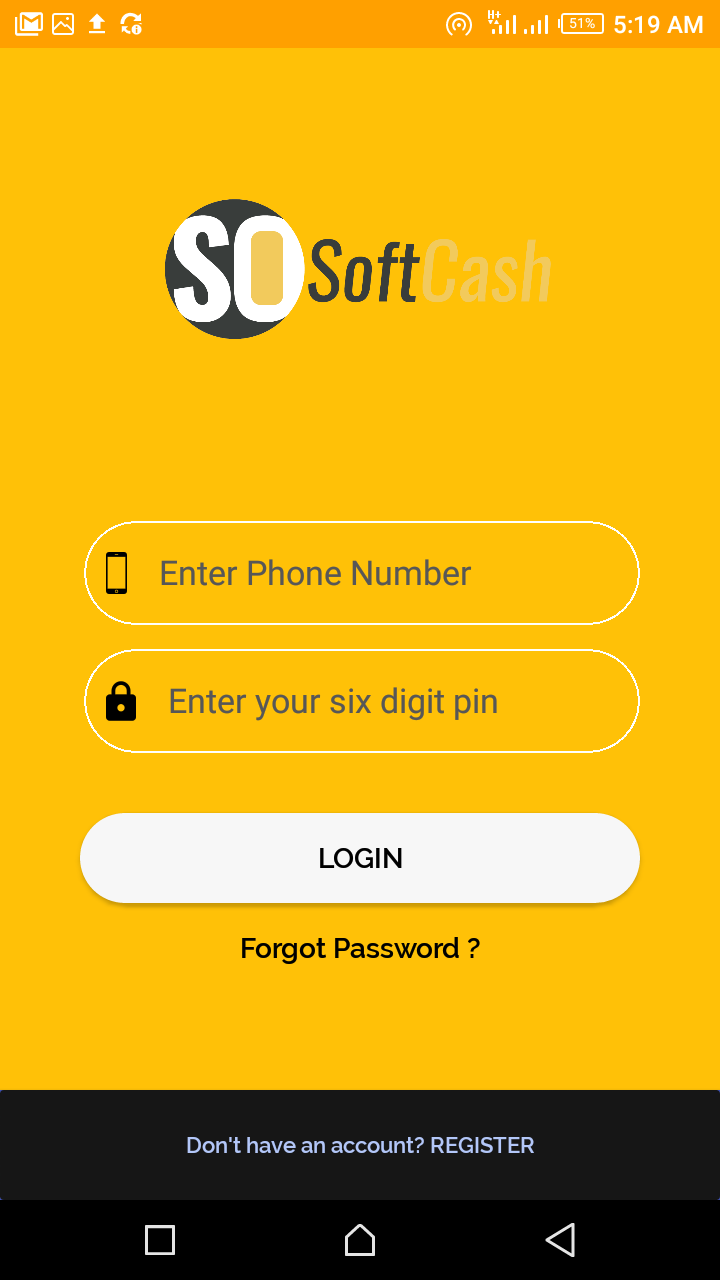 H+ 51% 5:19 AM
SO SoftCash
Enter Phone Number
Enter your six digit pin
LOGIN
Forgot Password ?
Don't have an account? REGISTER